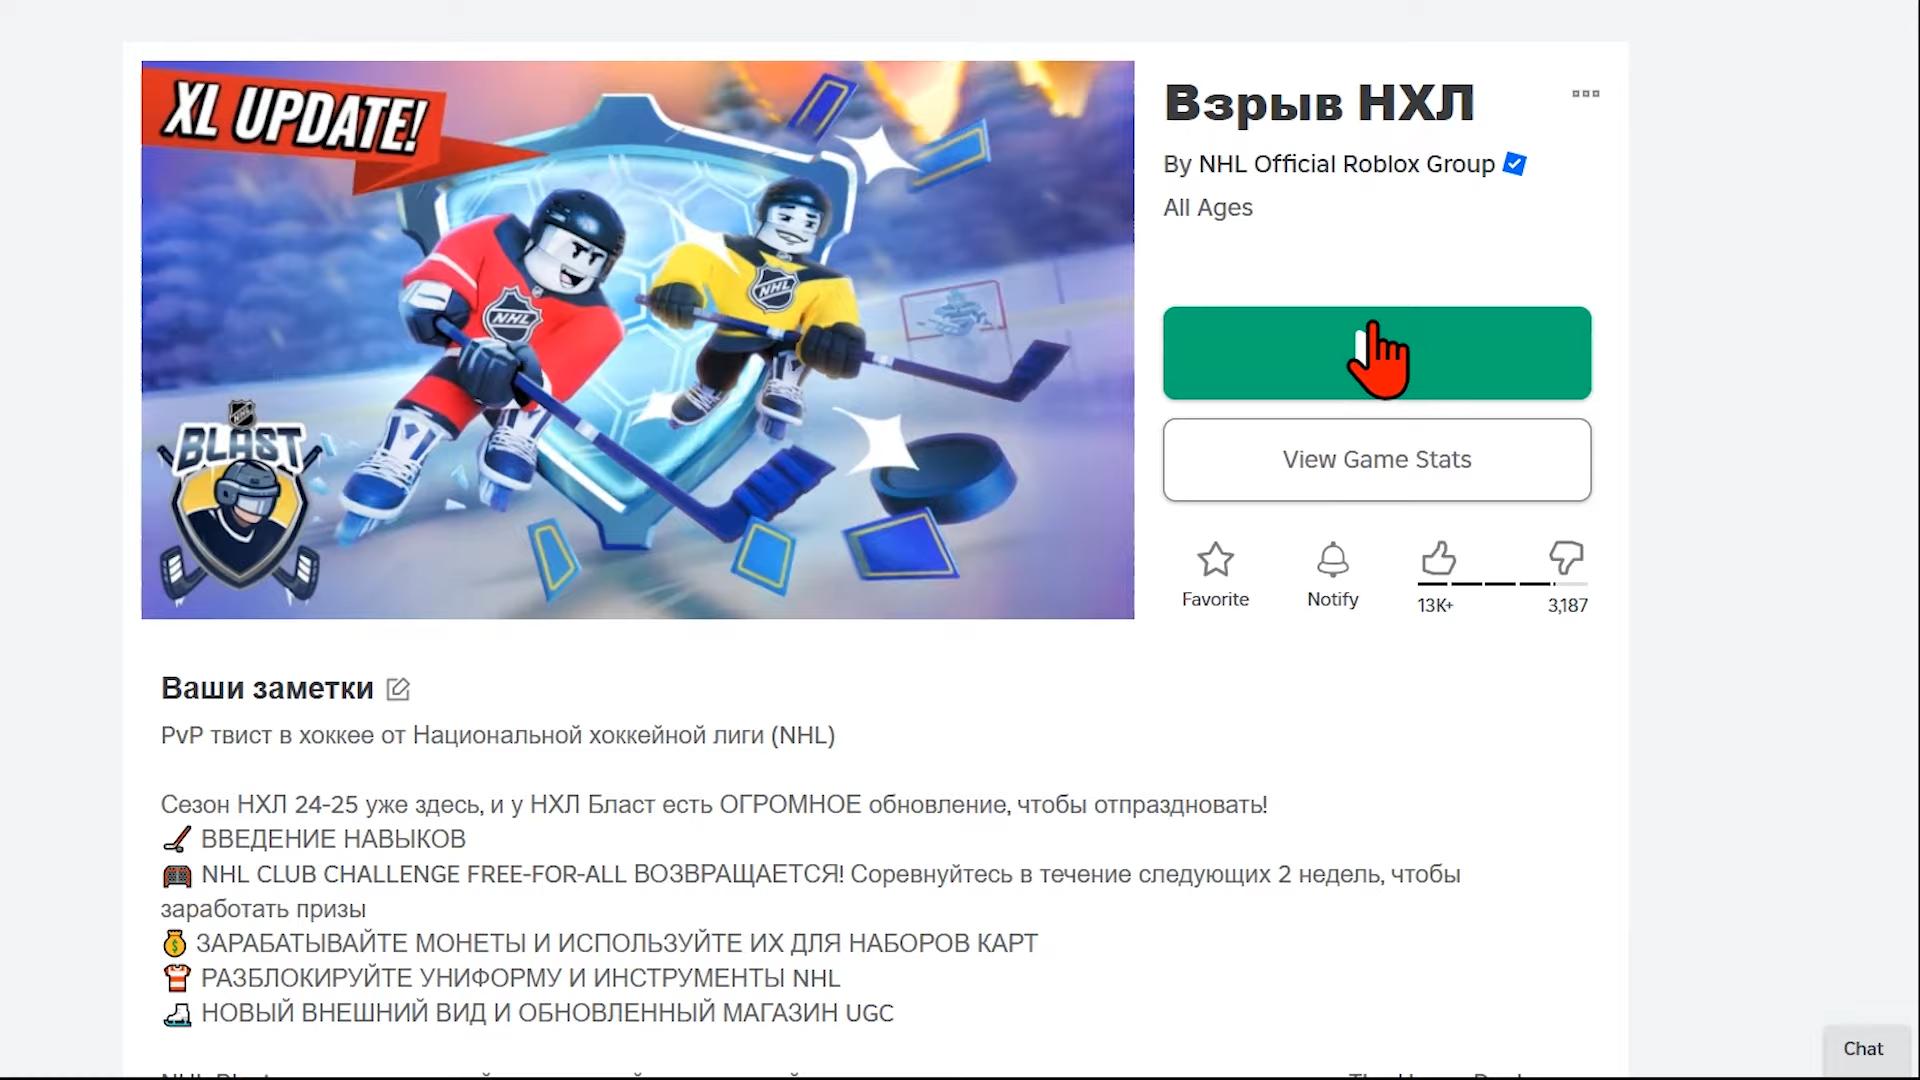 XL UPDATE!
NHL
NHL
NHL
BLAST
Взрыв НХЛ
By NHL Official Roblox Group
All Ages
View Game Stats
Favorite
Notify
13K+
3,187
Ваши заметки
PvP твист в хоккее от Национальной хоккейной лиги (NHL)
Сезон НХЛ 24-25 уже здесь, и у НХЛ Бласт есть ОГРОМНОЕ обновление, чтобы отпраздновать!
ВВЕДЕНИЕ НАВЫКОВ
NHL CLUB CHALLENGE FREE-FOR-ALL ВОЗВРАЩАЕТСЯ! Соревнуйтесь в течение следующих 2 недель, чтобы
заработать призы
ЗАРАБАТЫВАЙТЕ МОНЕТЫ И ИСПОЛЬЗУЙТЕ ИХ ДЛЯ НАБОРОВ КАРТ
РАЗБЛОКИРУЙТЕ УНИФОРМУ И ИНСТРУМЕНТЫ NHL
НОВЫЙ ВНЕШНИЙ ВИД И ОБНОВЛЕННЫЙ МАГАЗИН UGC
Chat